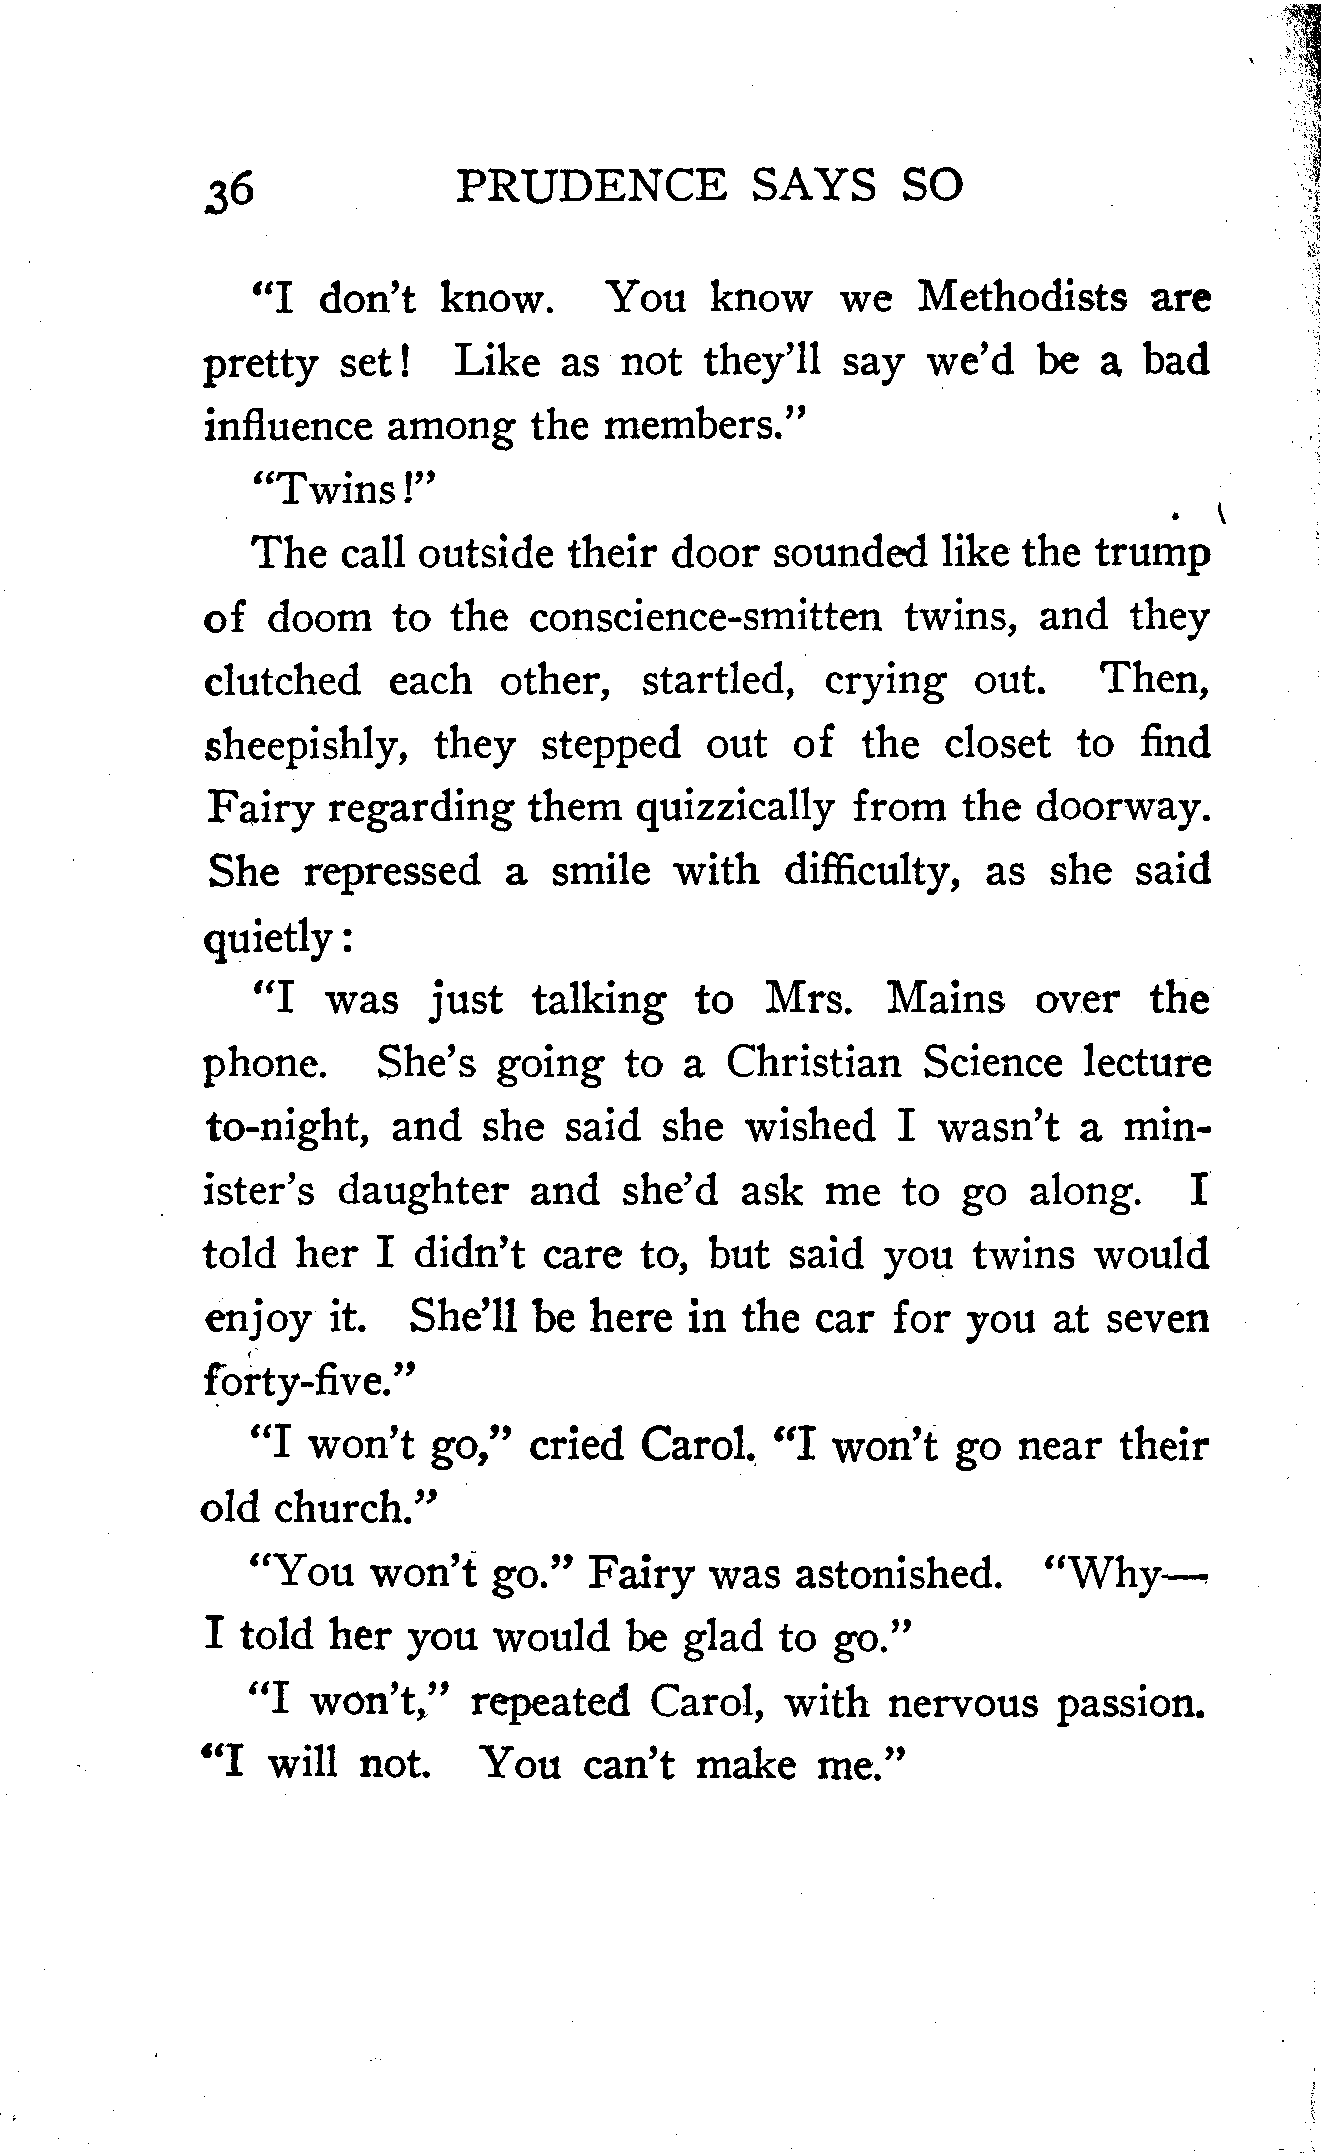 36 PRUDENCE SAYS SO
"I don't know. You know we Methodists are
pretty set! Like as not they'll say we'd be a bad
influence among the members."
"Twins!"
The call outside their door sounded like the trump
of doom to the conscience-smitten twins, and they
clutched each other, startled, crying out. Then,
sheepishly, they stepped out of the closet to find
Fairy regarding them quizzically from the doorway.
She repressed a smile with difficulty, as she said
quietly:
"I was just talking to Mrs. Mains over the
phone. She's going to a Christian Science lecture
to-night, and she said she wished I wasn't a min-
ister's daughter and she'd ask me to go along. I
told her I didn't care to, but said you twins would
enjoy it. She'll be here in the car for you at seven
forty-five."
"I won't go," cried Carol. "I won't go near their
old church."
"You won't go." Fairy was astonished. "Why—
I told her you would be glad to go."
"I won't," repeated Carol, with nervous passion.
"I will not. You can't make me."